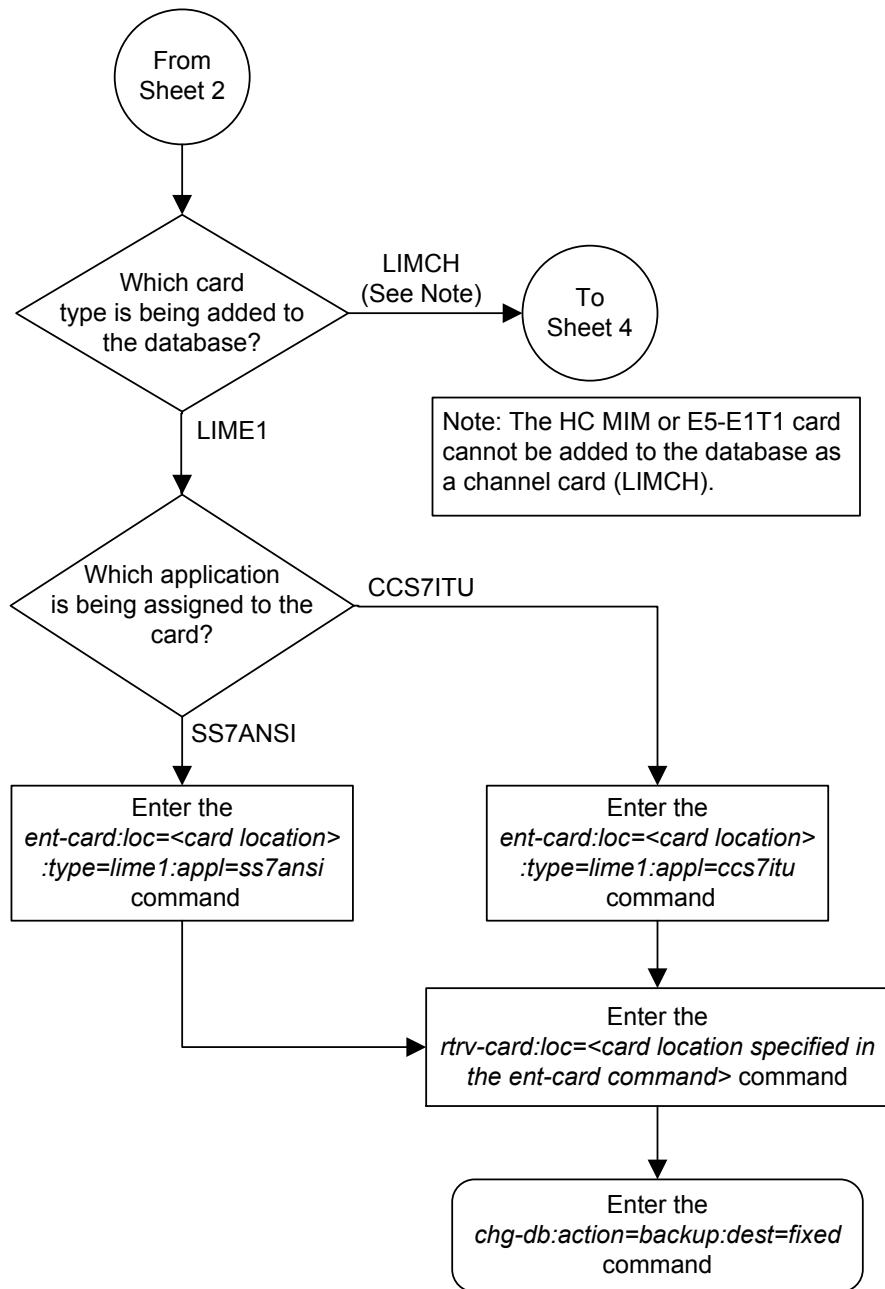 From
Sheet 2
Which card
type is being added to
the database?
LIMCH
(See Note)
To
Sheet 4
LIME1
Note: The HC MIM or E5-E1T1 card
cannot be added to the database as
a channel card (LIMCH).
Which application
is being assigned to the
card?
CCS7ITU
SS7ANSI
Enter the
ent-card:loc=<card location>
:type=lime1:appl=ss7ansi
command
Enter the
ent-card:loc=<card location>
:type=lime1:appl=ccs7itu
command
Enter the
rtrv-card:loc=<card location specified in
the ent-card command> command
Enter the
chg-db:action=backup:dest=fixed
command